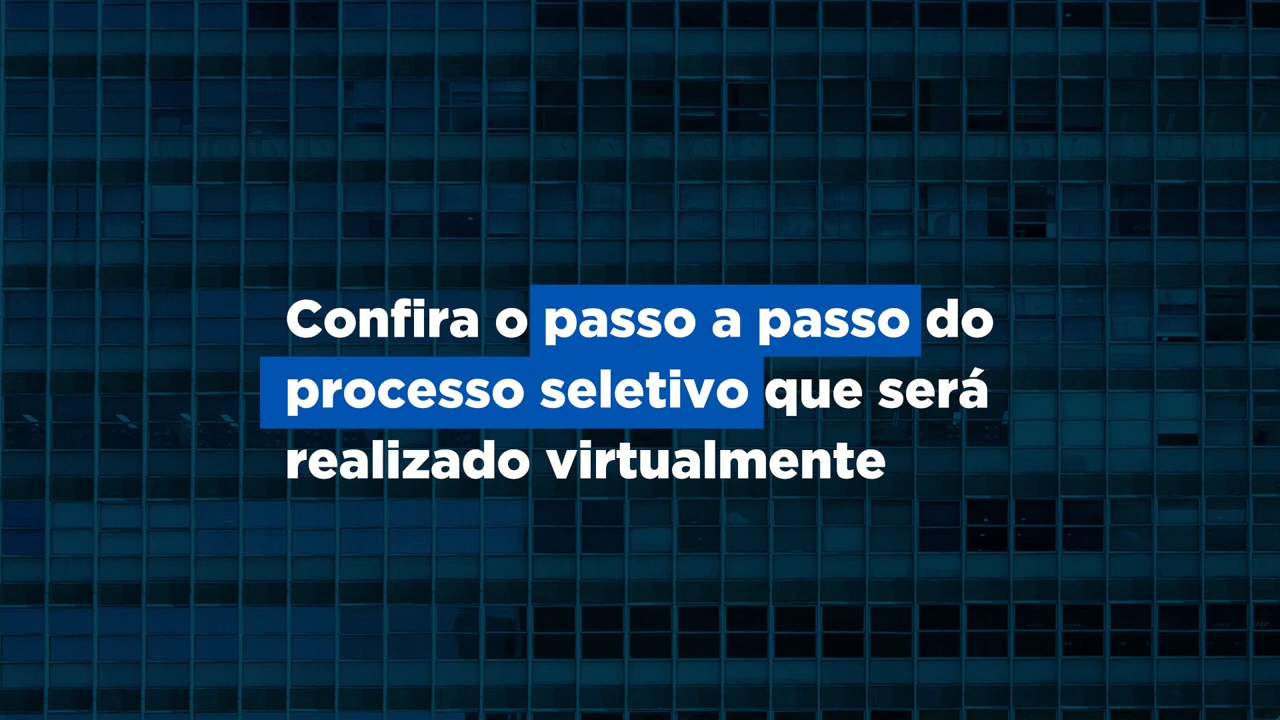 Confira o passo a passo do
processo seletivo que será
realizado virtualmente